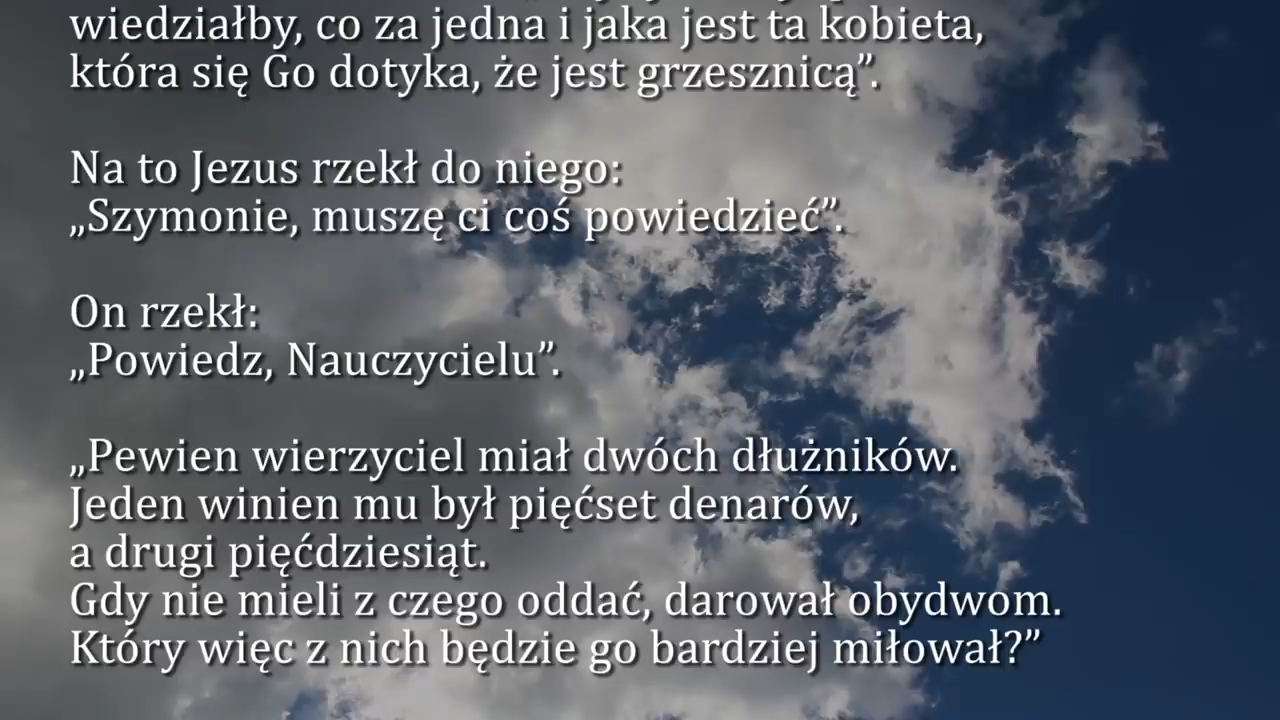 wiedziałby, co za jedna i jaka jest ta kobieta,
która się Go dotyka, że jest grzesznicą”.
Na to Jezus rzekł do niego:
„Szymonie, muszę ci coś powiedzieć”.
On rzekł:
„Powiedz, Nauczycielu”.
„Pewien wierzyciel miał dwóch dłużników.
Jeden winien mu był pięćset denarów,
a drugi pięćdziesiąt.
Gdy nie mieli z czego oddać, darował obydwom.
Który więc z nich będzie go bardziej miłował?”